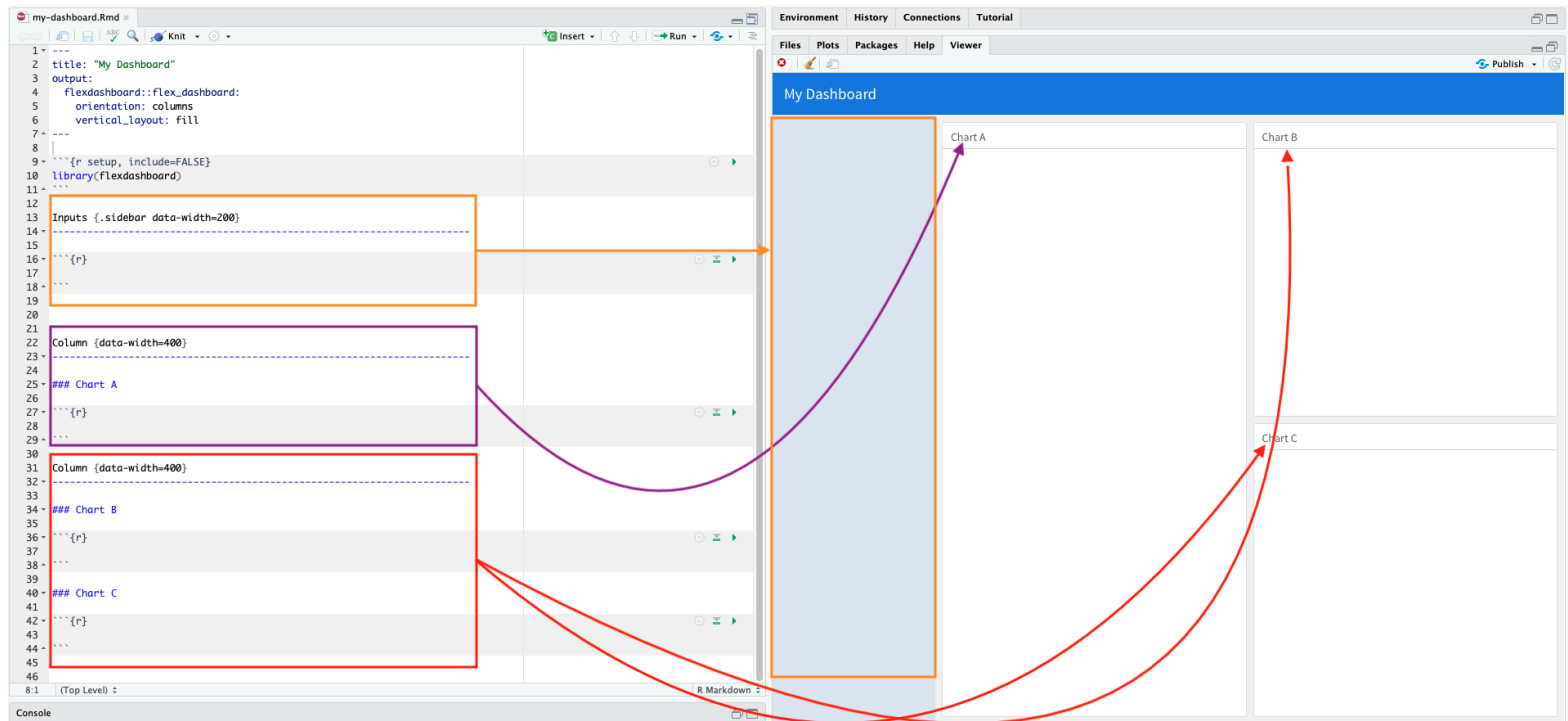 my-dashboard.Rmd
ABC Knit Insert Run
1 ---
2 title: "My Dashboard"
3 output:
4 flexdashboard::flex_dashboard:
5 orientation: columns
6 vertical_layout: fill
7 ---
8
9 ```{r setup, include=FALSE}
10 library(flexdashboard)
11 ```
12
13 Inputs {.sidebar data-width=200}
14 -----------------------------------------------------------------------
15
16 ```{r}
17
18 ```
19
20
21
22 Column {data-width=400}
23 -----------------------------------------------------------------------
24
25 ### Chart A
26
27 ```{r}
28
29 ```
30
31 Column {data-width=400}
32 -----------------------------------------------------------------------
33
34 ### Chart B
35
36 ```{r}
37
38 ```
39
40 ### Chart C
41
42 ```{r}
43
44 ```
45
46
8:1 (Top Level) R Markdown
Console
Environment History Connections Tutorial
Files Plots Packages Help Viewer
Publish
My Dashboard
Chart A
Chart B
Chart C